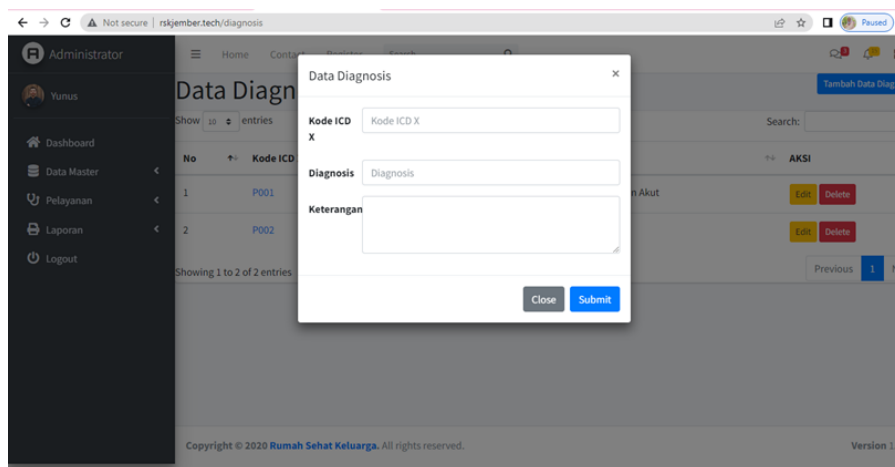 Not secure | rskjember.tech/diagnosis
Paused
Administrator
Home Contact Register Search
Yunus
Data Diagn
Tambah Data Diag
Show 10 entries
Search:
No Kode ICD AKSI
1 P001 n Akut Edit Delete
2 P002 Edit Delete
Showing 1 to 2 of 2 entries
Previous 1
Dashboard
Data Master
Pelayanan
Laporan
Logout
Data Diagnosis ×
Kode ICD X
Kode ICD X
Diagnosis
Diagnosis
Keterangan
Close Submit
Copyright © 2020 Rumah Sehat Keluarga. All rights reserved.
Version 1